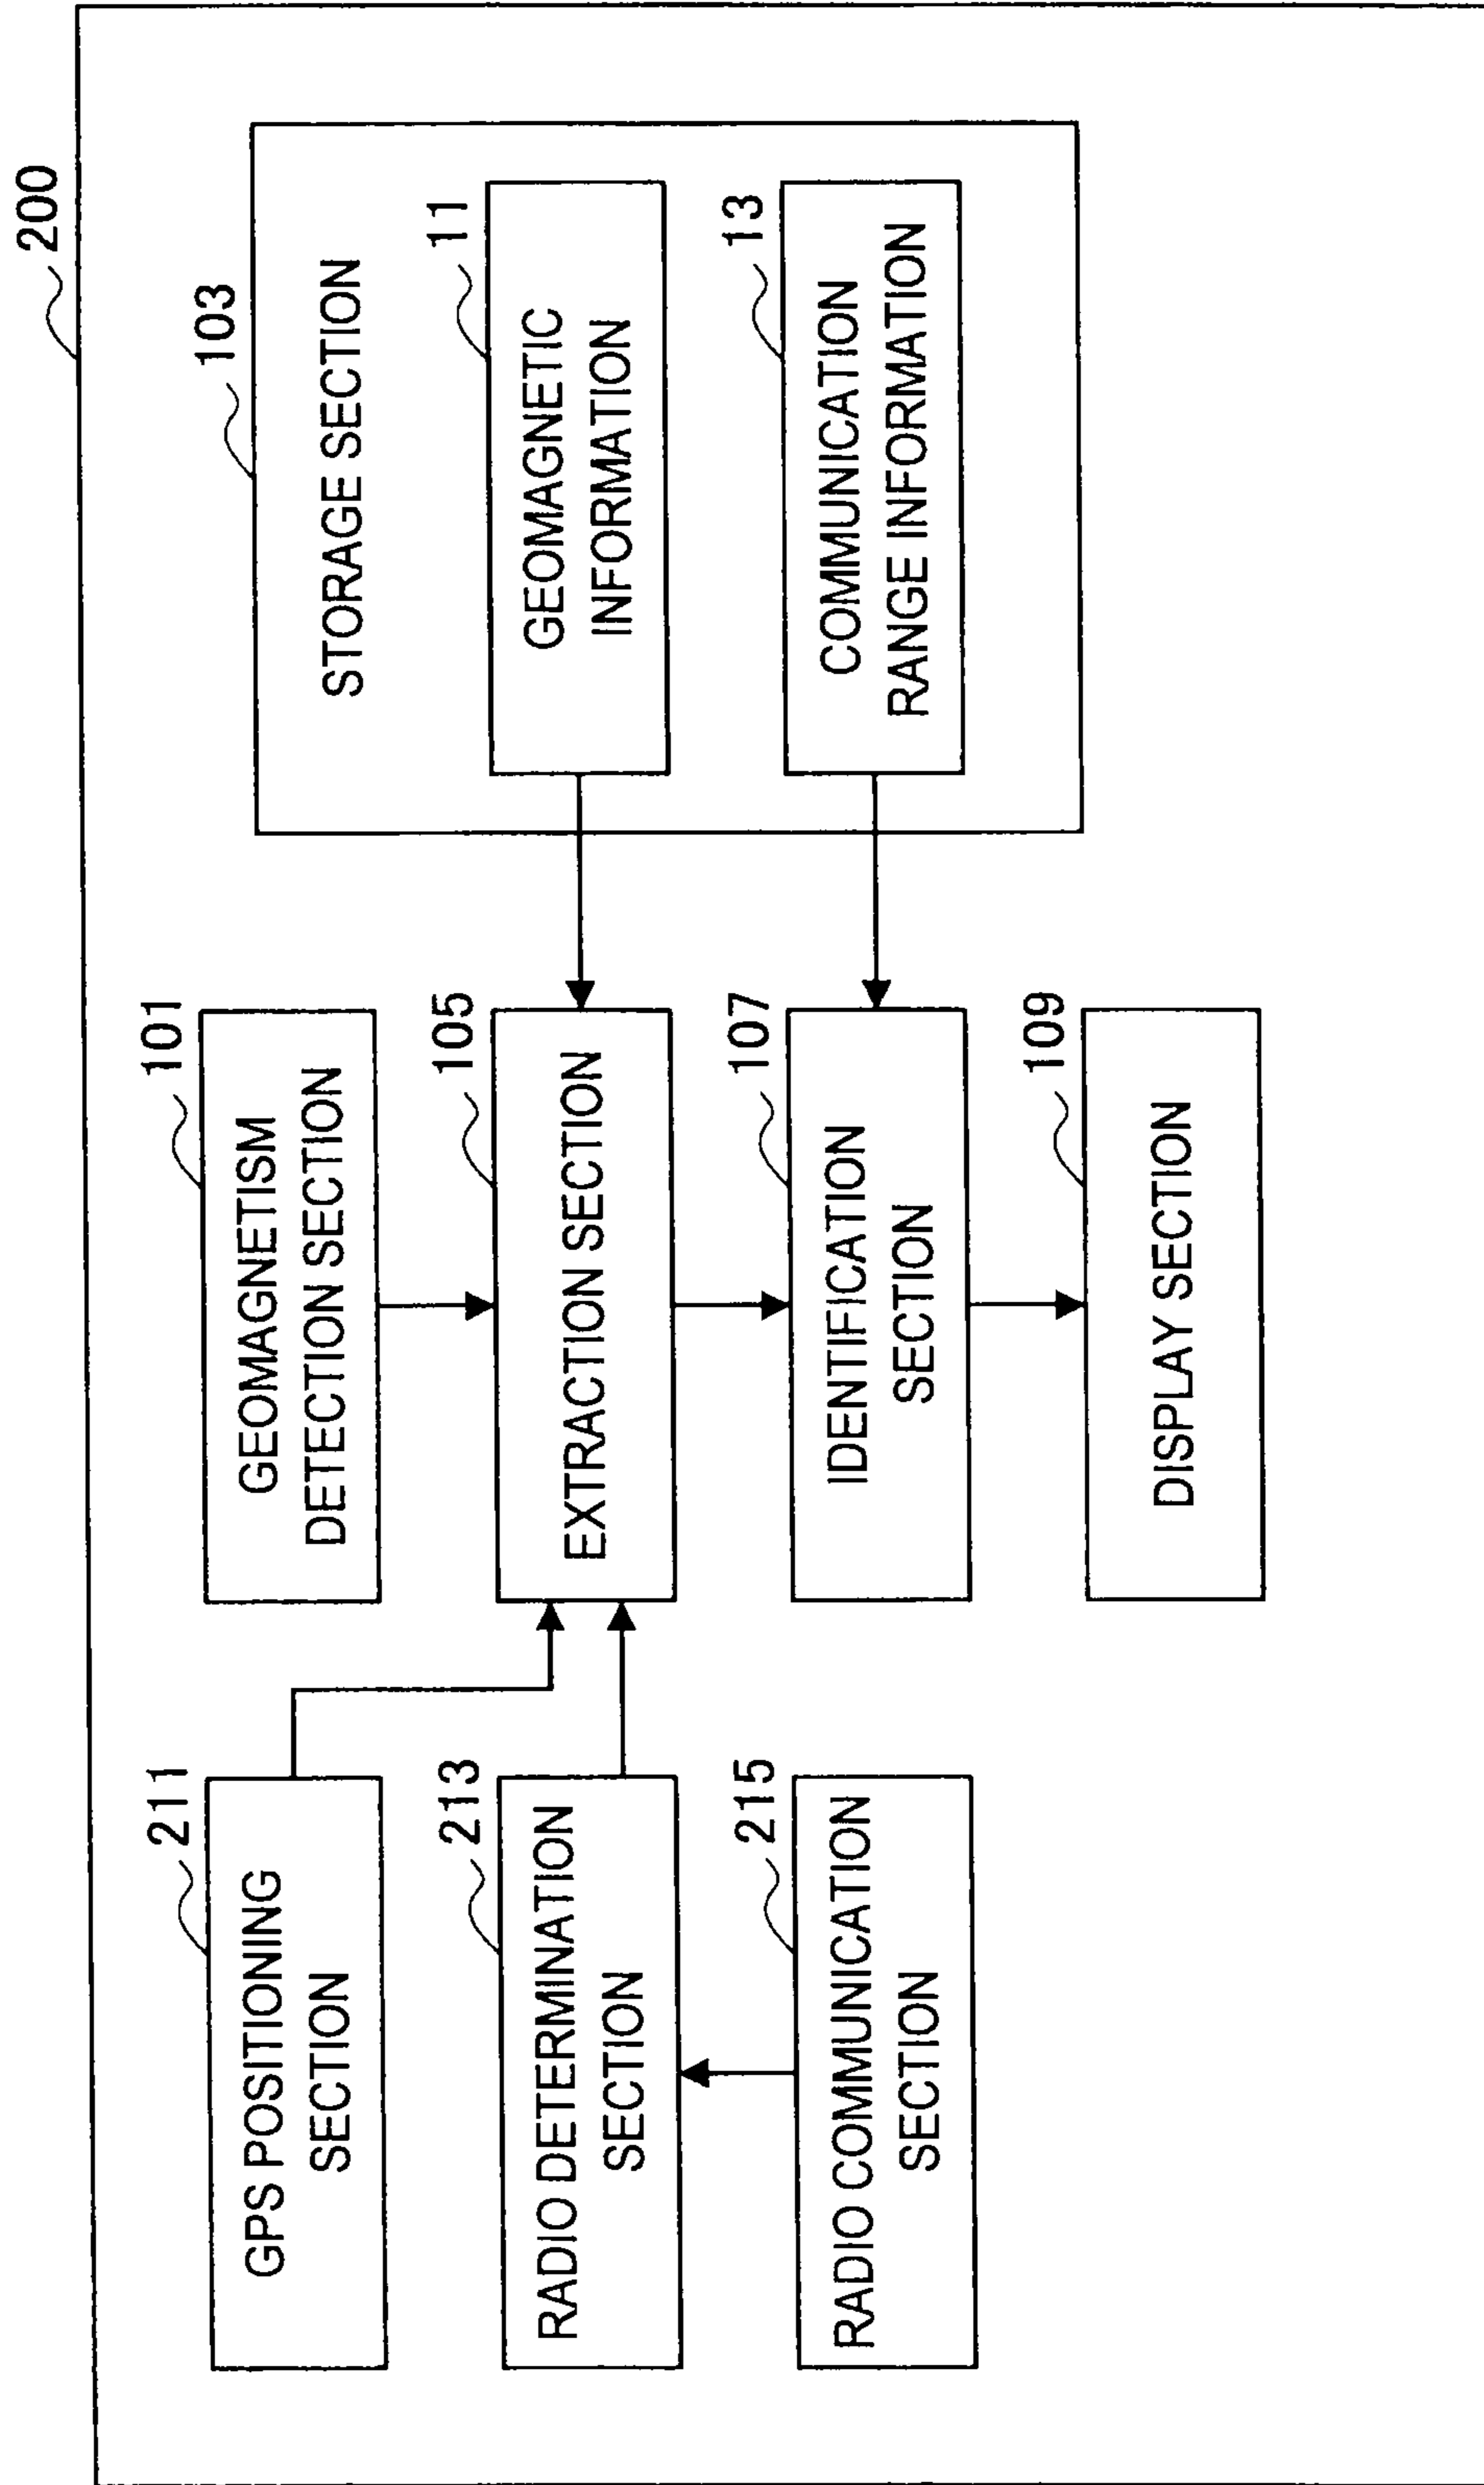 200
211
GPS POSITIONING
SECTION
213
RADIO DETERMINATION
SECTION
215
RADIO COMMUNICATION
SECTION
101
GEOMAGNETISM
DETECTION SECTION
105
EXTRACTION SECTION
107
IDENTIFICATION
SECTION
109
DISPLAY SECTION
103
STORAGE SECTION
11
GEOMAGNETIC
INFORMATION
13
COMMUNICATION
RANGE INFORMATION